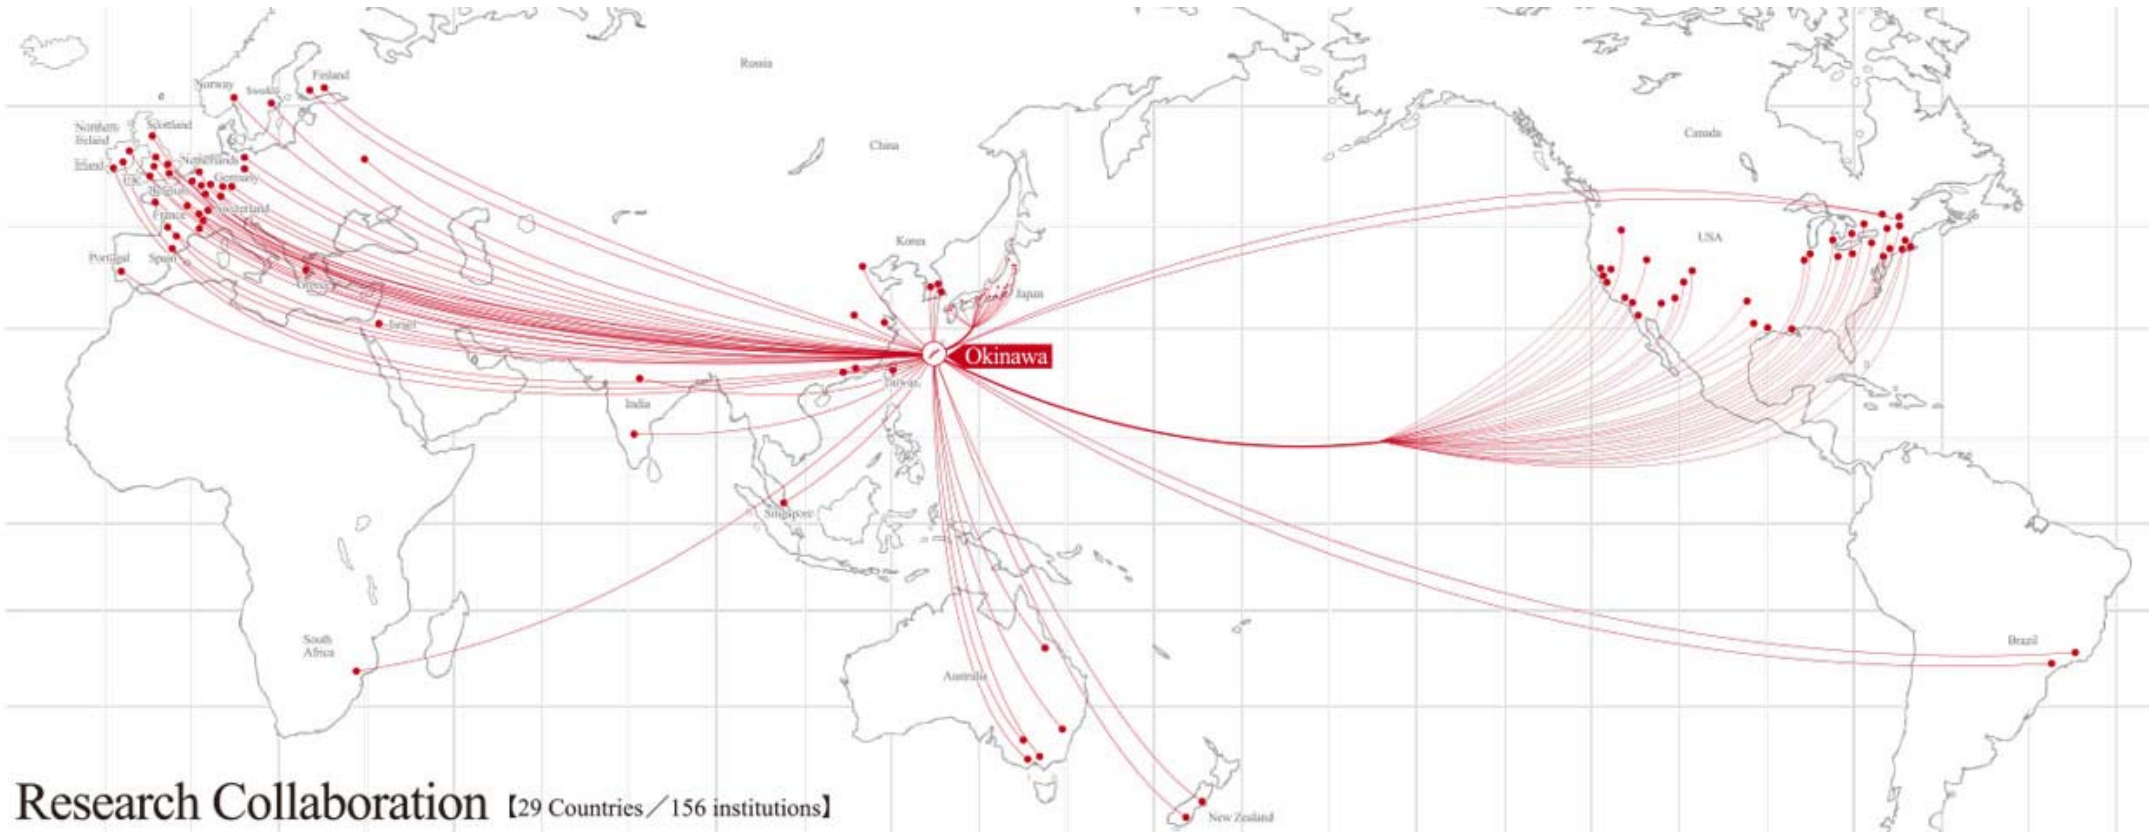 Russia
Finland
Norway
Sweden
Scotland
Northern
Ireland
Canada
China
Netherlands
Ireland
UK
Germany
Belgium
Switzerland
France
Korea
USA
Portugal
Spain
Greece
Japan
Israel
Okinawa
Taiwan
India
Singapore
South
Africa
Brazil
Australia
New Zealand
Research Collaboration【29 Countries／156 institutions】